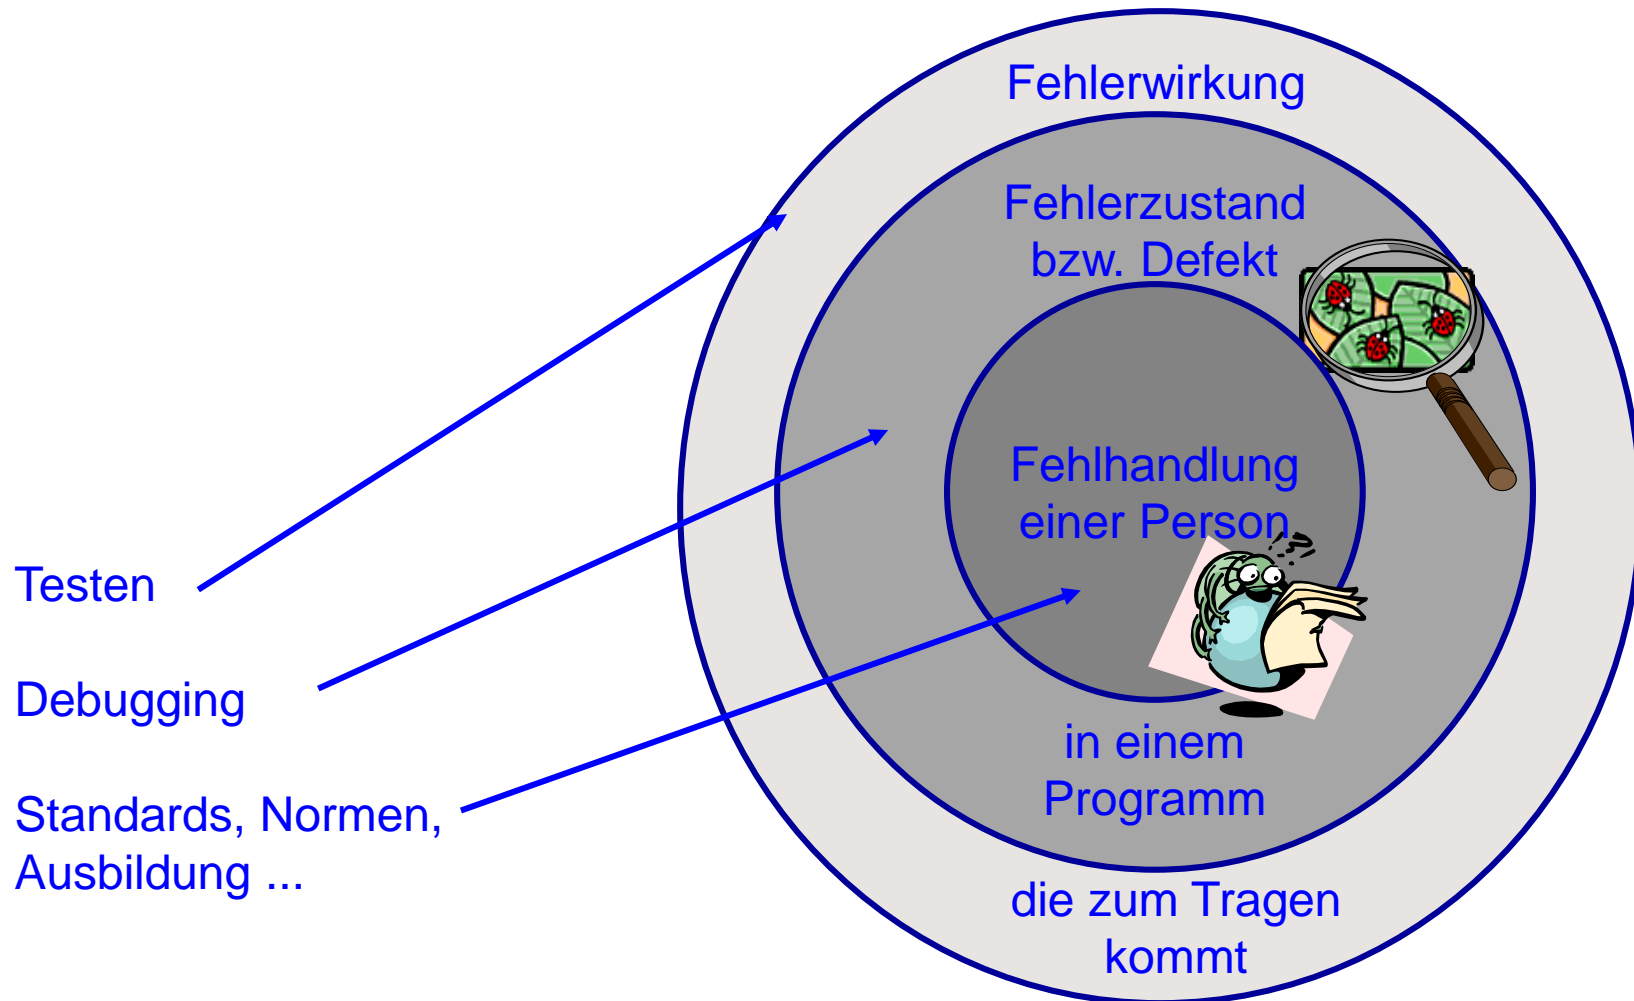 Fehlerwirkung
Fehlerzustand
bzw. Defekt
Fehlhandlung
einer Person
in einem
Programm
die zum Tragen
kommt
Testen
Debugging
Standards, Normen,
Ausbildung ...